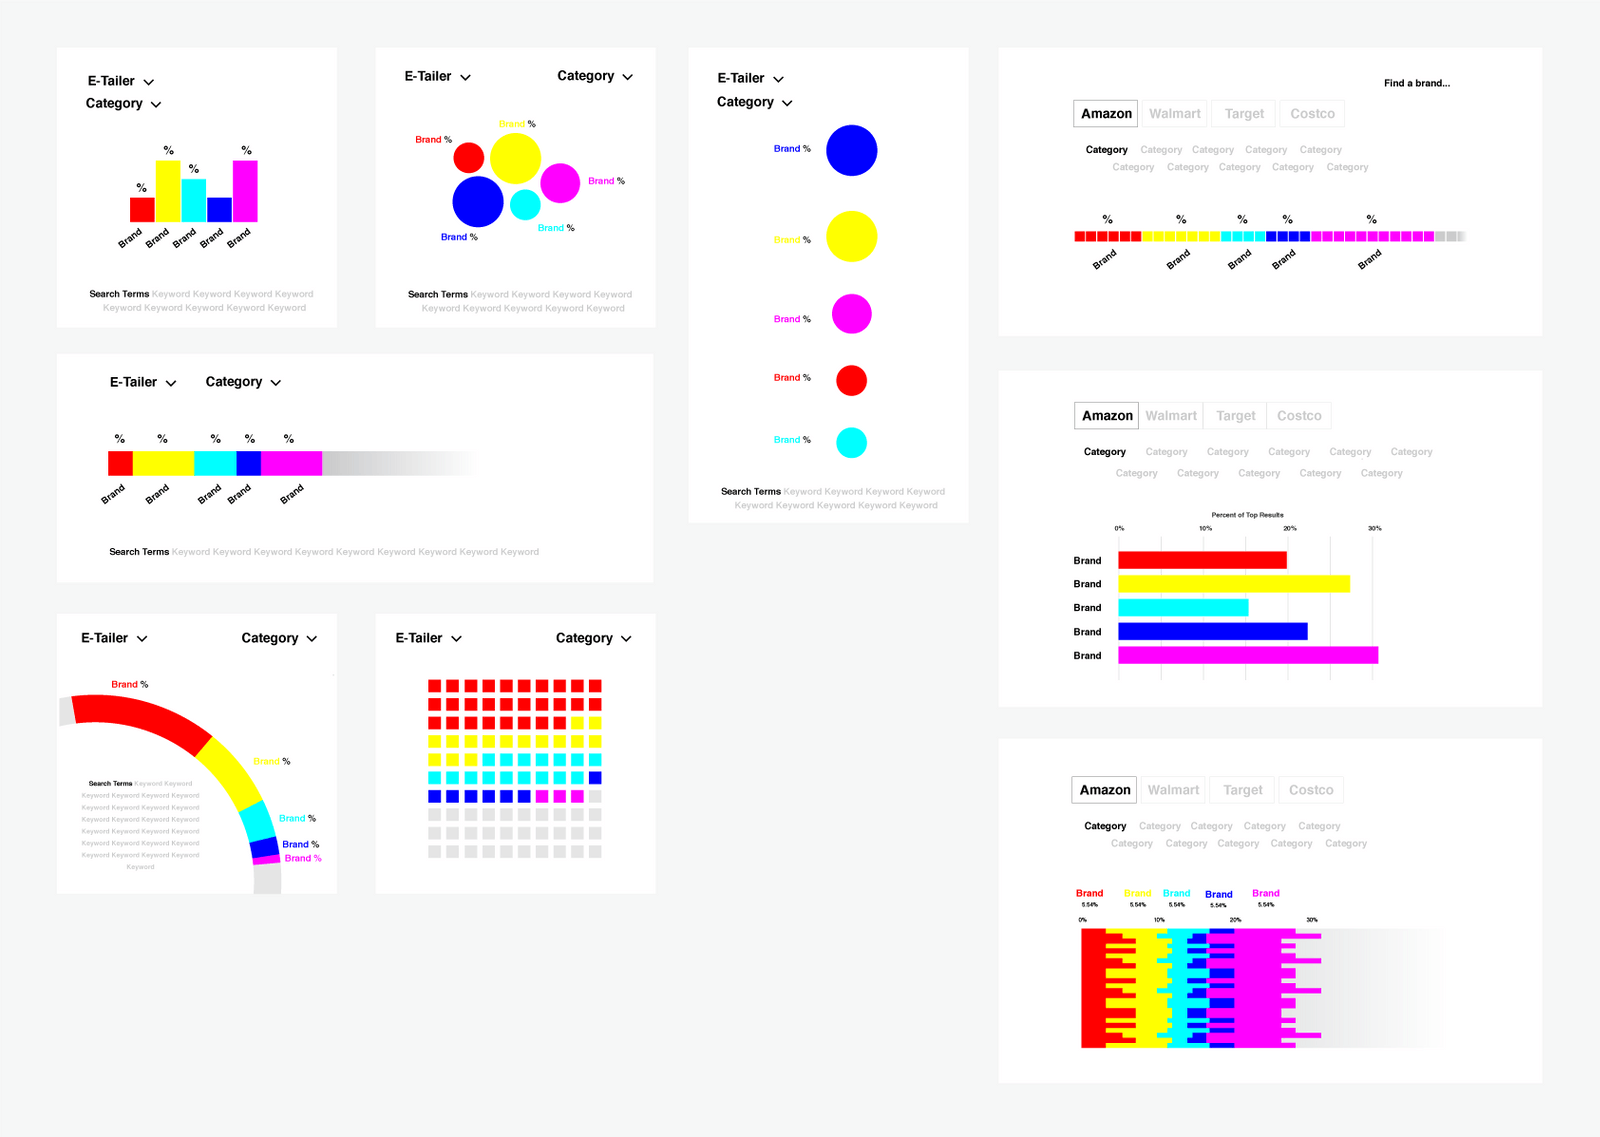 E-Tailer
Category
%
%
%
%
Brand Brand Brand Brand Brand
Search Terms Keyword Keyword Keyword Keyword
Keyword Keyword Keyword Keyword Keyword
E-Tailer Category
Brand %
Brand %
Brand %
Brand %
Brand %
Search Terms Keyword Keyword Keyword Keyword
Keyword Keyword Keyword Keyword Keyword
E-Tailer
Category
Brand %
Brand %
Brand %
Brand %
Brand %
Search Terms Keyword Keyword Keyword Keyword
Keyword Keyword Keyword Keyword Keyword
E-Tailer Category
% % % % %
Brand Brand Brand Brand Brand
Search Terms Keyword Keyword Keyword Keyword Keyword Keyword Keyword Keyword Keyword
E-Tailer Category
Brand %
Brand %
Brand %
Brand %
Brand %
Search Terms Keyword Keyword
Keyword Keyword Keyword Keyword
Keyword Keyword Keyword Keyword
Keyword Keyword Keyword Keyword
Keyword Keyword Keyword Keyword
Keyword Keyword Keyword Keyword
Keyword Keyword Keyword Keyword
Keyword
E-Tailer Category
Find a brand...
Amazon Walmart Target Costco
Category Category Category Category Category
Category Category Category Category Category
% % % % %
Brand Brand Brand Brand Brand
Amazon Walmart Target Costco
Category Category Category Category Category Category
Category Category Category Category Category
Percent of Top Results
0% 10% 20% 30%
Brand
Brand
Brand
Brand
Brand
Amazon Walmart Target Costco
Category Category Category Category Category
Category Category Category Category Category
Brand Brand Brand Brand Brand
5.54% 5.54% 5.54% 5.54% 5.54%
0% 10% 20% 30%